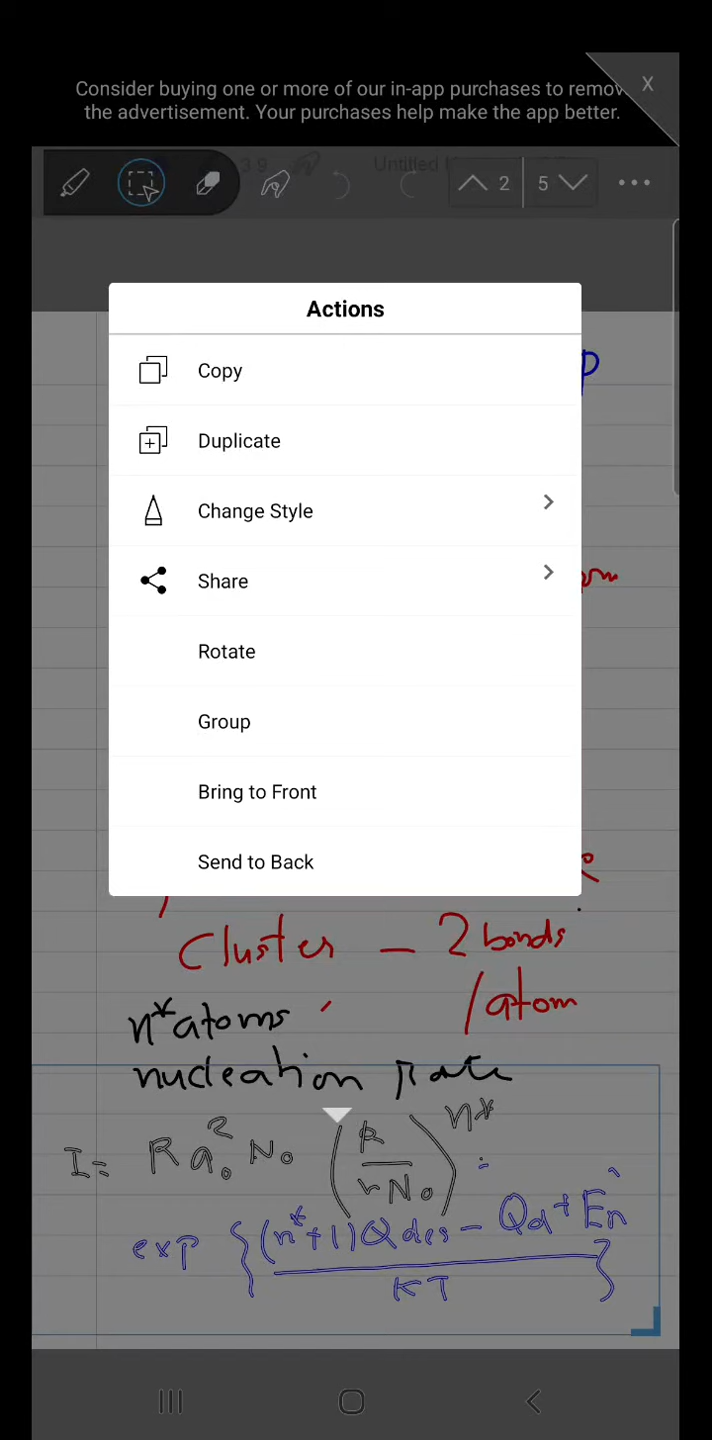 Consider buying one or more of our in-app purchases to remov
the advertisement. Your purchases help make the app better.
X
Untitled
2 5
Actions
Copy
Duplicate
Change Style
Share
Rotate
Group
Bring to Front
Send to Back
Cluster – 2 bonds
/atom
n* atoms
nucleation rate
I = R a₀² N₀ (R / νN₀)^n*
exp {((n*+1)Qdes – Qd + En) / KT}